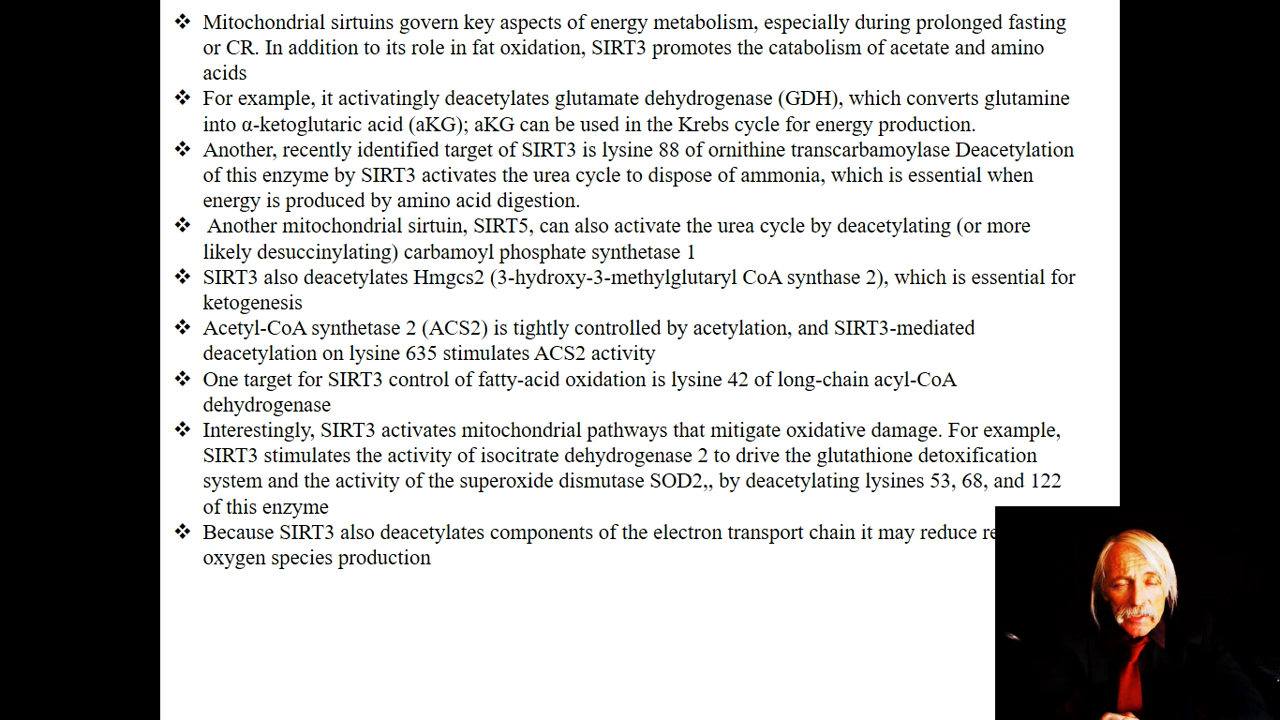 ❖ Mitochondrial sirtuins govern key aspects of energy metabolism, especially during prolonged fasting
or CR. In addition to its role in fat oxidation, SIRT3 promotes the catabolism of acetate and amino
acids
❖ For example, it activatingly deacetylates glutamate dehydrogenase (GDH), which converts glutamine
into α-ketoglutaric acid (aKG); aKG can be used in the Krebs cycle for energy production.
❖ Another, recently identified target of SIRT3 is lysine 88 of ornithine transcarbamoylase Deacetylation
of this enzyme by SIRT3 activates the urea cycle to dispose of ammonia, which is essential when
energy is produced by amino acid digestion.
❖ Another mitochondrial sirtuin, SIRT5, can also activate the urea cycle by deacetylating (or more
likely desuccinylating) carbamoyl phosphate synthetase 1
❖ SIRT3 also deacetylates Hmgcs2 (3-hydroxy-3-methylglutaryl CoA synthase 2), which is essential for
ketogenesis
❖ Acetyl-CoA synthetase 2 (ACS2) is tightly controlled by acetylation, and SIRT3-mediated
deacetylation on lysine 635 stimulates ACS2 activity
❖ One target for SIRT3 control of fatty-acid oxidation is lysine 42 of long-chain acyl-CoA
dehydrogenase
❖ Interestingly, SIRT3 activates mitochondrial pathways that mitigate oxidative damage. For example,
SIRT3 stimulates the activity of isocitrate dehydrogenase 2 to drive the glutathione detoxification
system and the activity of the superoxide dismutase SOD2,, by deacetylating lysines 53, 68, and 122
of this enzyme
❖ Because SIRT3 also deacetylates components of the electron transport chain it may reduce
oxygen species production